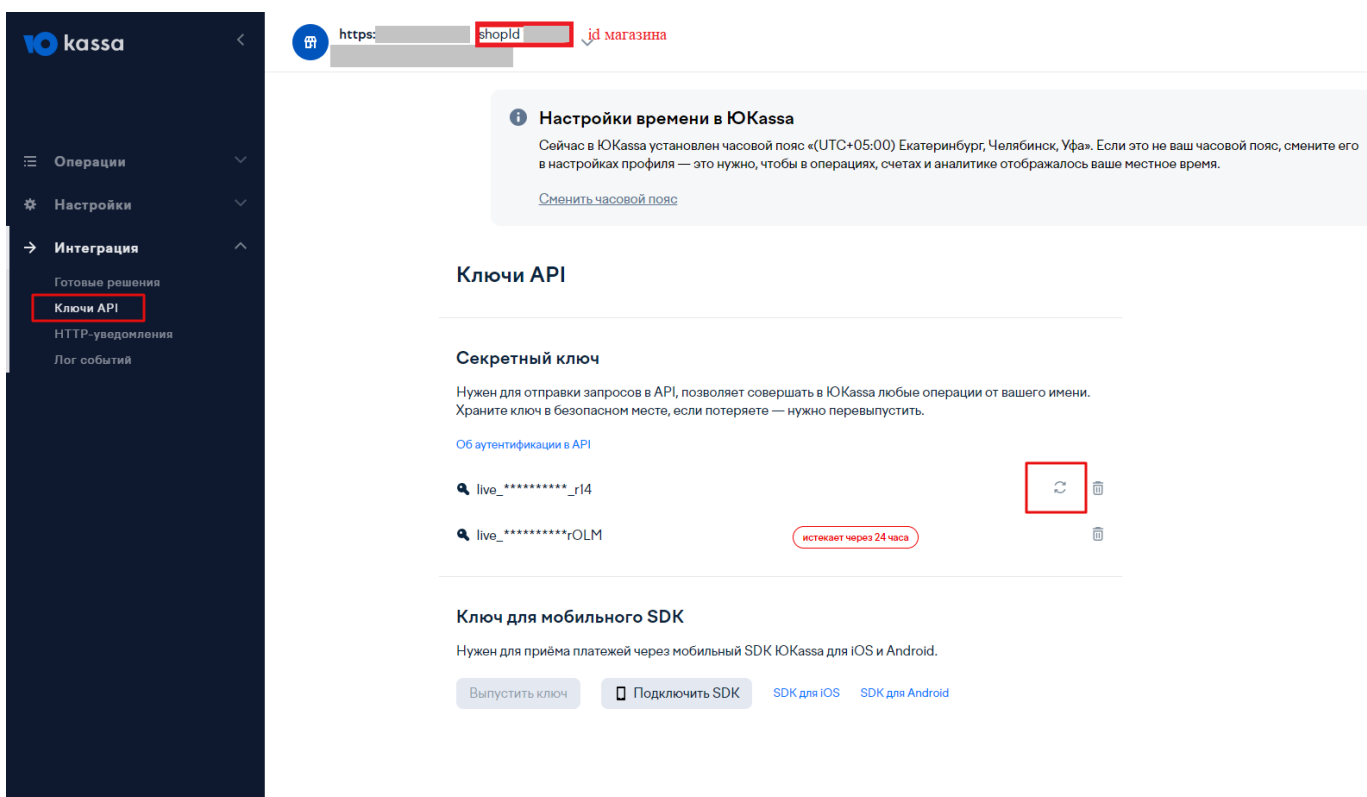 Ю kassa
https:
shopId
id магазина
Настройки времени в ЮKassa
Сейчас в ЮKassa установлен часовой пояс «(UTC+05:00) Екатеринбург, Челябинск, Уфа». Если это не ваш часовой пояс, смените его
в настройках профиля — это нужно, чтобы в операциях, счетах и аналитике отображалось ваше местное время.
Сменить часовой пояс
Операции
Настройки
Интеграция
Готовые решения
Ключи API
HTTP-уведомления
Лог событий
Ключи API
Секретный ключ
Нужен для отправки запросов в API, позволяет совершать в ЮKassa любые операции от вашего имени.
Храните ключ в безопасном месте, если потеряете — нужно перевыпустить.
Об аутентификации в API
live_**********_rI4
live_**********rOLM
истекает через 24 часа
Ключ для мобильного SDK
Нужен для приёма платежей через мобильный SDK ЮKassa для iOS и Android.
Выпустить ключ
Подключить SDK
SDK для iOS
SDK для Android